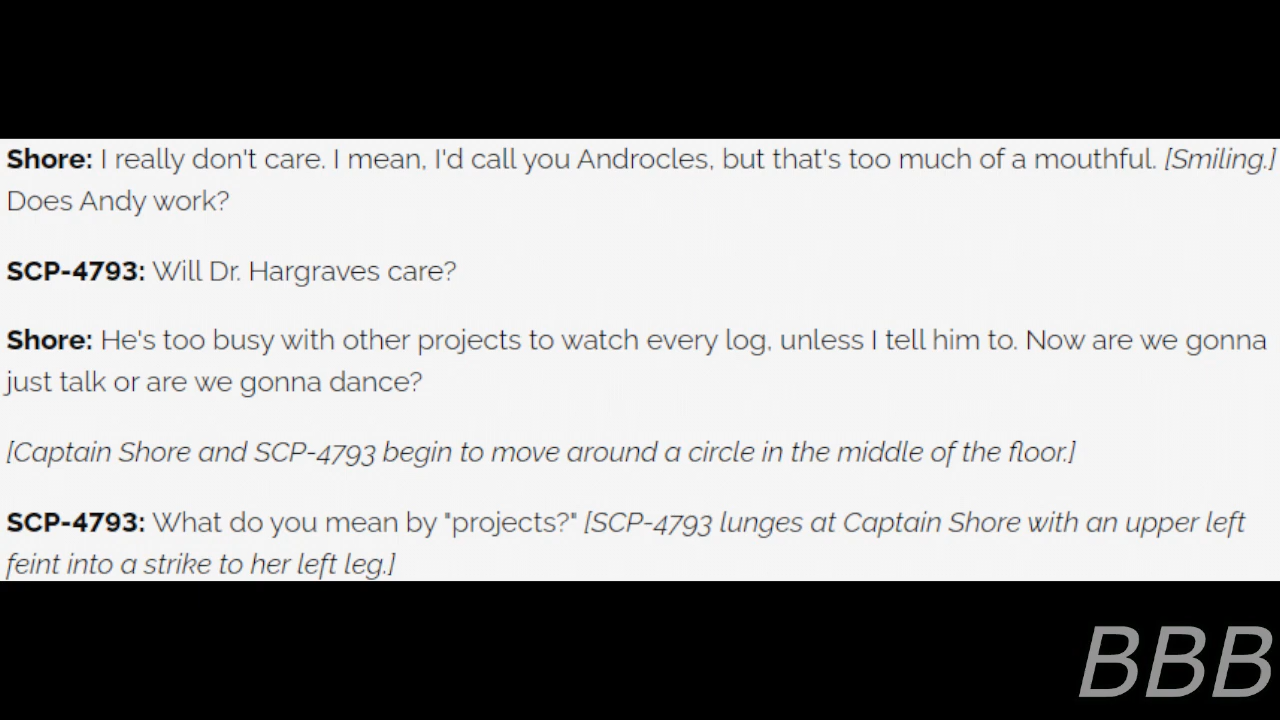 Shore: I really don't care. I mean, I'd call you Androcles, but that's too much of a mouthful. [Smiling.]
Does Andy work?
SCP-4793: Will Dr. Hargraves care?
Shore: He's too busy with other projects to watch every log, unless I tell him to. Now are we gonna
just talk or are we gonna dance?
[Captain Shore and SCP-4793 begin to move around a circle in the middle of the floor.]
SCP-4793: What do you mean by "projects?" [SCP-4793 lunges at Captain Shore with an upper left
feint into a strike to her left leg.]
BBB